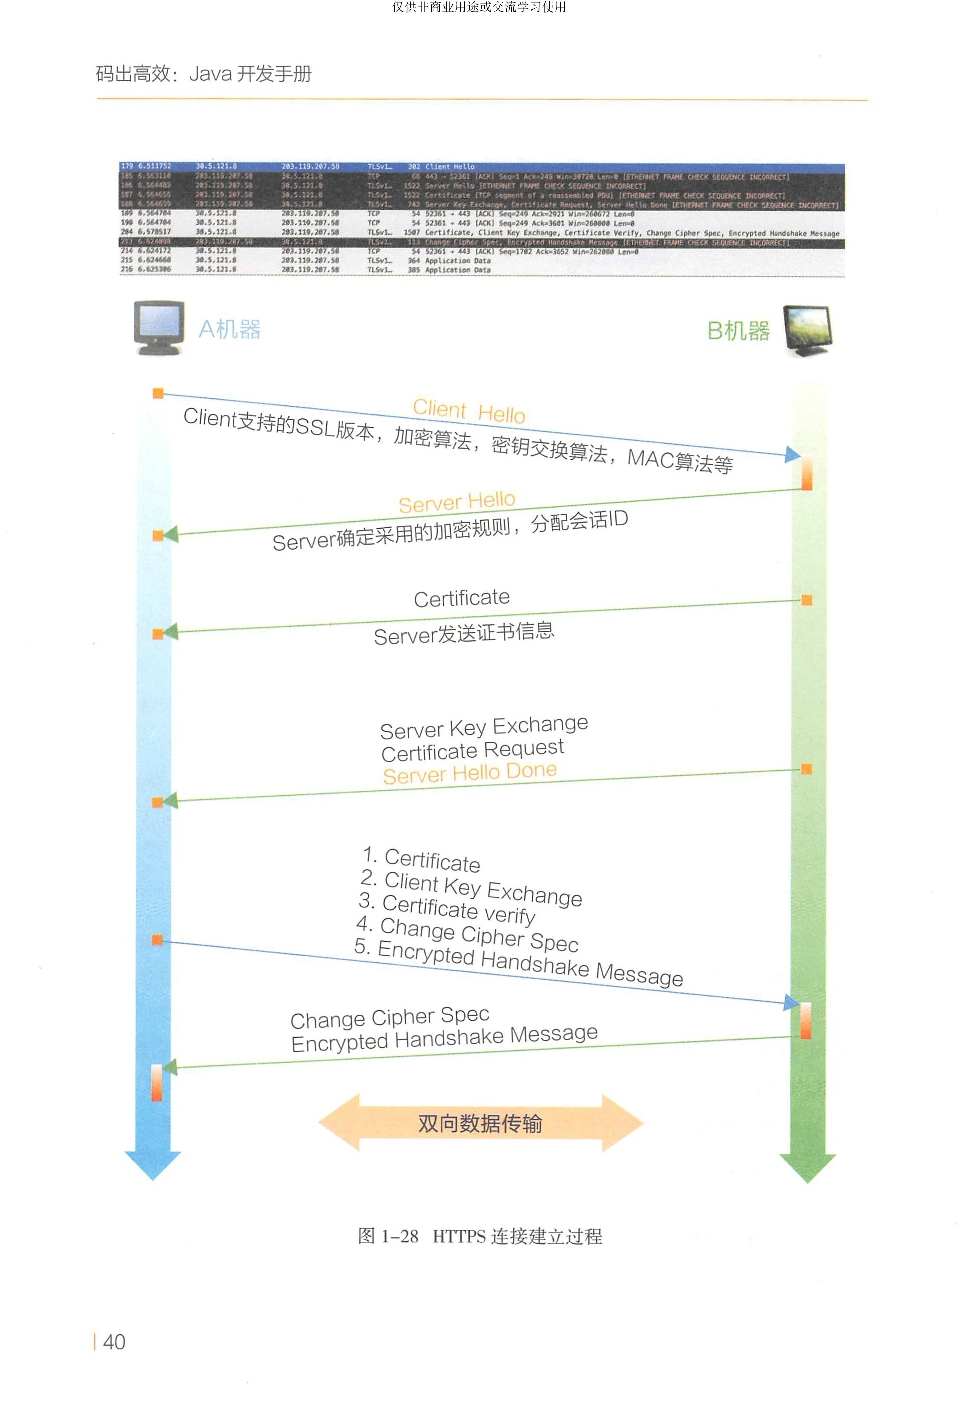 仅供非商业用途或交流学习使用
码出高效：Java 开发手册
179 6.511752 30.5.121.8 203.119.207.58 TLSv1… 302 Client Hello
185 6.563110 203.119.207.58 30.5.121.8 TCP 68 443 → 52361 [ACK] Seq=1 Ack=249 Win=30720 Len=0 [ETHERNET FRAME CHECK SEQUENCE INCORRECT]
186 6.564482 203.119.207.58 30.5.121.8 TLSv1… 1522 Server Hello [ETHERNET FRAME CHECK SEQUENCE INCORRECT]
187 6.564656 203.119.207.58 30.5.121.8 TLSv1… 1522 Certificate [TCP segment of a reassembled PDU] [ETHERNET FRAME CHECK SEQUENCE INCORRECT]
188 6.564659 203.119.207.58 30.5.121.8 TLSv1… 743 Server Key Exchange, Certificate Request, Server Hello Done [ETHERNET FRAME CHECK SEQUENCE INCORRECT]
189 6.564704 30.5.121.8 203.119.207.58 TCP 54 52361 → 443 [ACK] Seq=249 Ack=2921 Win=260672 Len=0
190 6.564704 30.5.121.8 203.119.207.58 TCP 54 52361 → 443 [ACK] Seq=249 Ack=3601 Win=260000 Len=0
204 6.570517 30.5.121.8 203.119.207.58 TLSv1… 1507 Certificate, Client Key Exchange, Certificate Verify, Change Cipher Spec, Encrypted Handshake Message
213 6.624098 203.119.207.58 30.5.121.8 TLSv1… 113 Change Cipher Spec, Encrypted Handshake Message [ETHERNET FRAME CHECK SEQUENCE INCORRECT]
214 6.624172 30.5.121.8 203.119.207.58 TCP 54 52361 → 443 [ACK] Seq=1702 Ack=3652 Win=262080 Len=0
215 6.624668 30.5.121.8 203.119.207.58 TLSv1… 364 Application Data
216 6.625306 30.5.121.8 203.119.207.58 TLSv1… 385 Application Data
A机器
B机器
Client Hello
Client支持的SSL版本，加密算法，密钥交换算法，MAC算法等
Server Hello
Server确定采用的加密规则，分配会话ID
Certificate
Server发送证书信息
Server Key Exchange
Certificate Request
Server Hello Done
1. Certificate
2. Client Key Exchange
3. Certificate verify
4. Change Cipher Spec
5. Encrypted Handshake Message
Change Cipher Spec
Encrypted Handshake Message
双向数据传输
图 1-28 HTTPS 连接建立过程
40